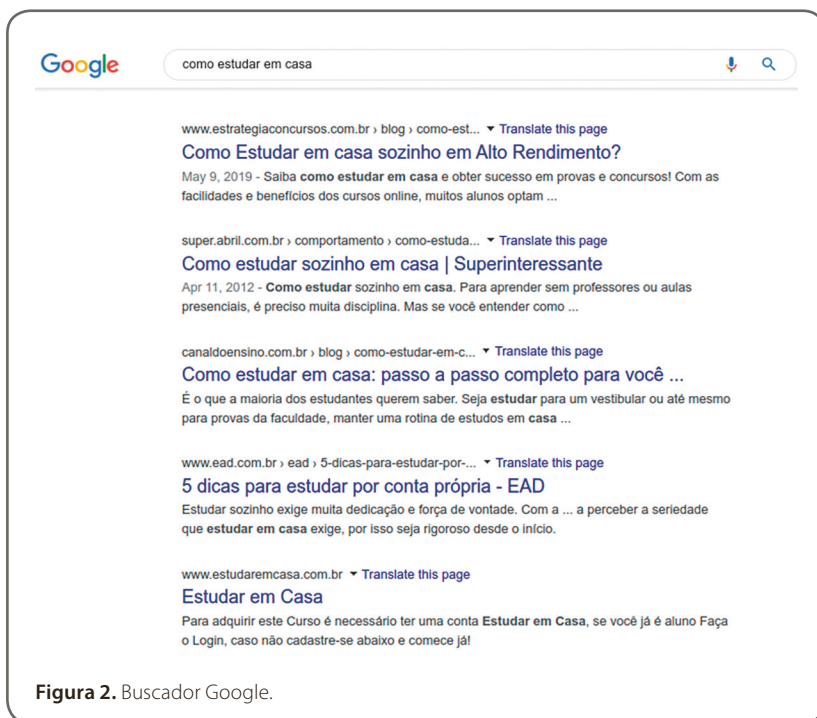 Google
como estudar em casa
www.estrategiaconcursos.com.br › blog › como-est... ▼ Translate this page
Como Estudar em casa sozinho em Alto Rendimento?
May 9, 2019 - Saiba como estudar em casa e obter sucesso em provas e concursos! Com as
facilidades e benefícios dos cursos online, muitos alunos optam ...
super.abril.com.br › comportamento › como-estuda... ▼ Translate this page
Como estudar sozinho em casa | Superinteressante
Apr 11, 2012 - Como estudar sozinho em casa. Para aprender sem professores ou aulas
presenciais, é preciso muita disciplina. Mas se você entender como ...
canaldoensino.com.br › blog › como-estudar-em-c... ▼ Translate this page
Como estudar em casa: passo a passo completo para você ...
É o que a maioria dos estudantes querem saber. Seja estudar para um vestibular ou até mesmo
para provas da faculdade, manter uma rotina de estudos em casa ...
www.ead.com.br › ead › 5-dicas-para-estudar-por-... ▼ Translate this page
5 dicas para estudar por conta própria - EAD
Estudar sozinho exige muita dedicação e força de vontade. Com a ... a perceber a seriedade
que estudar em casa exige, por isso seja rigoroso desde o início.
www.estudaremcasa.com.br ▼ Translate this page
Estudar em Casa
Para adquirir este Curso é necessário ter uma conta Estudar em Casa, se você já é aluno Faça
o Login, caso não cadastre-se abaixo e comece já!
Figura 2. Buscador Google.